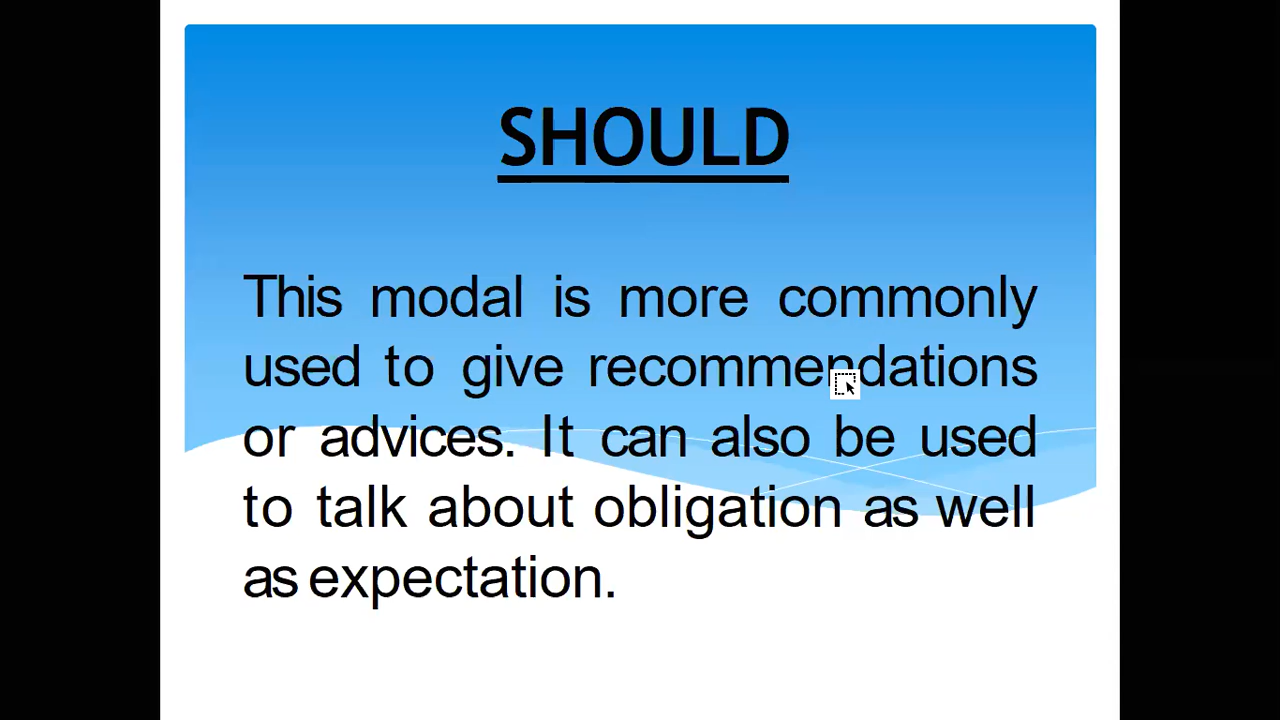 SHOULD
This modal is more commonly
used to give recommendations
or advices. It can also be used
to talk about obligation as well
as expectation.